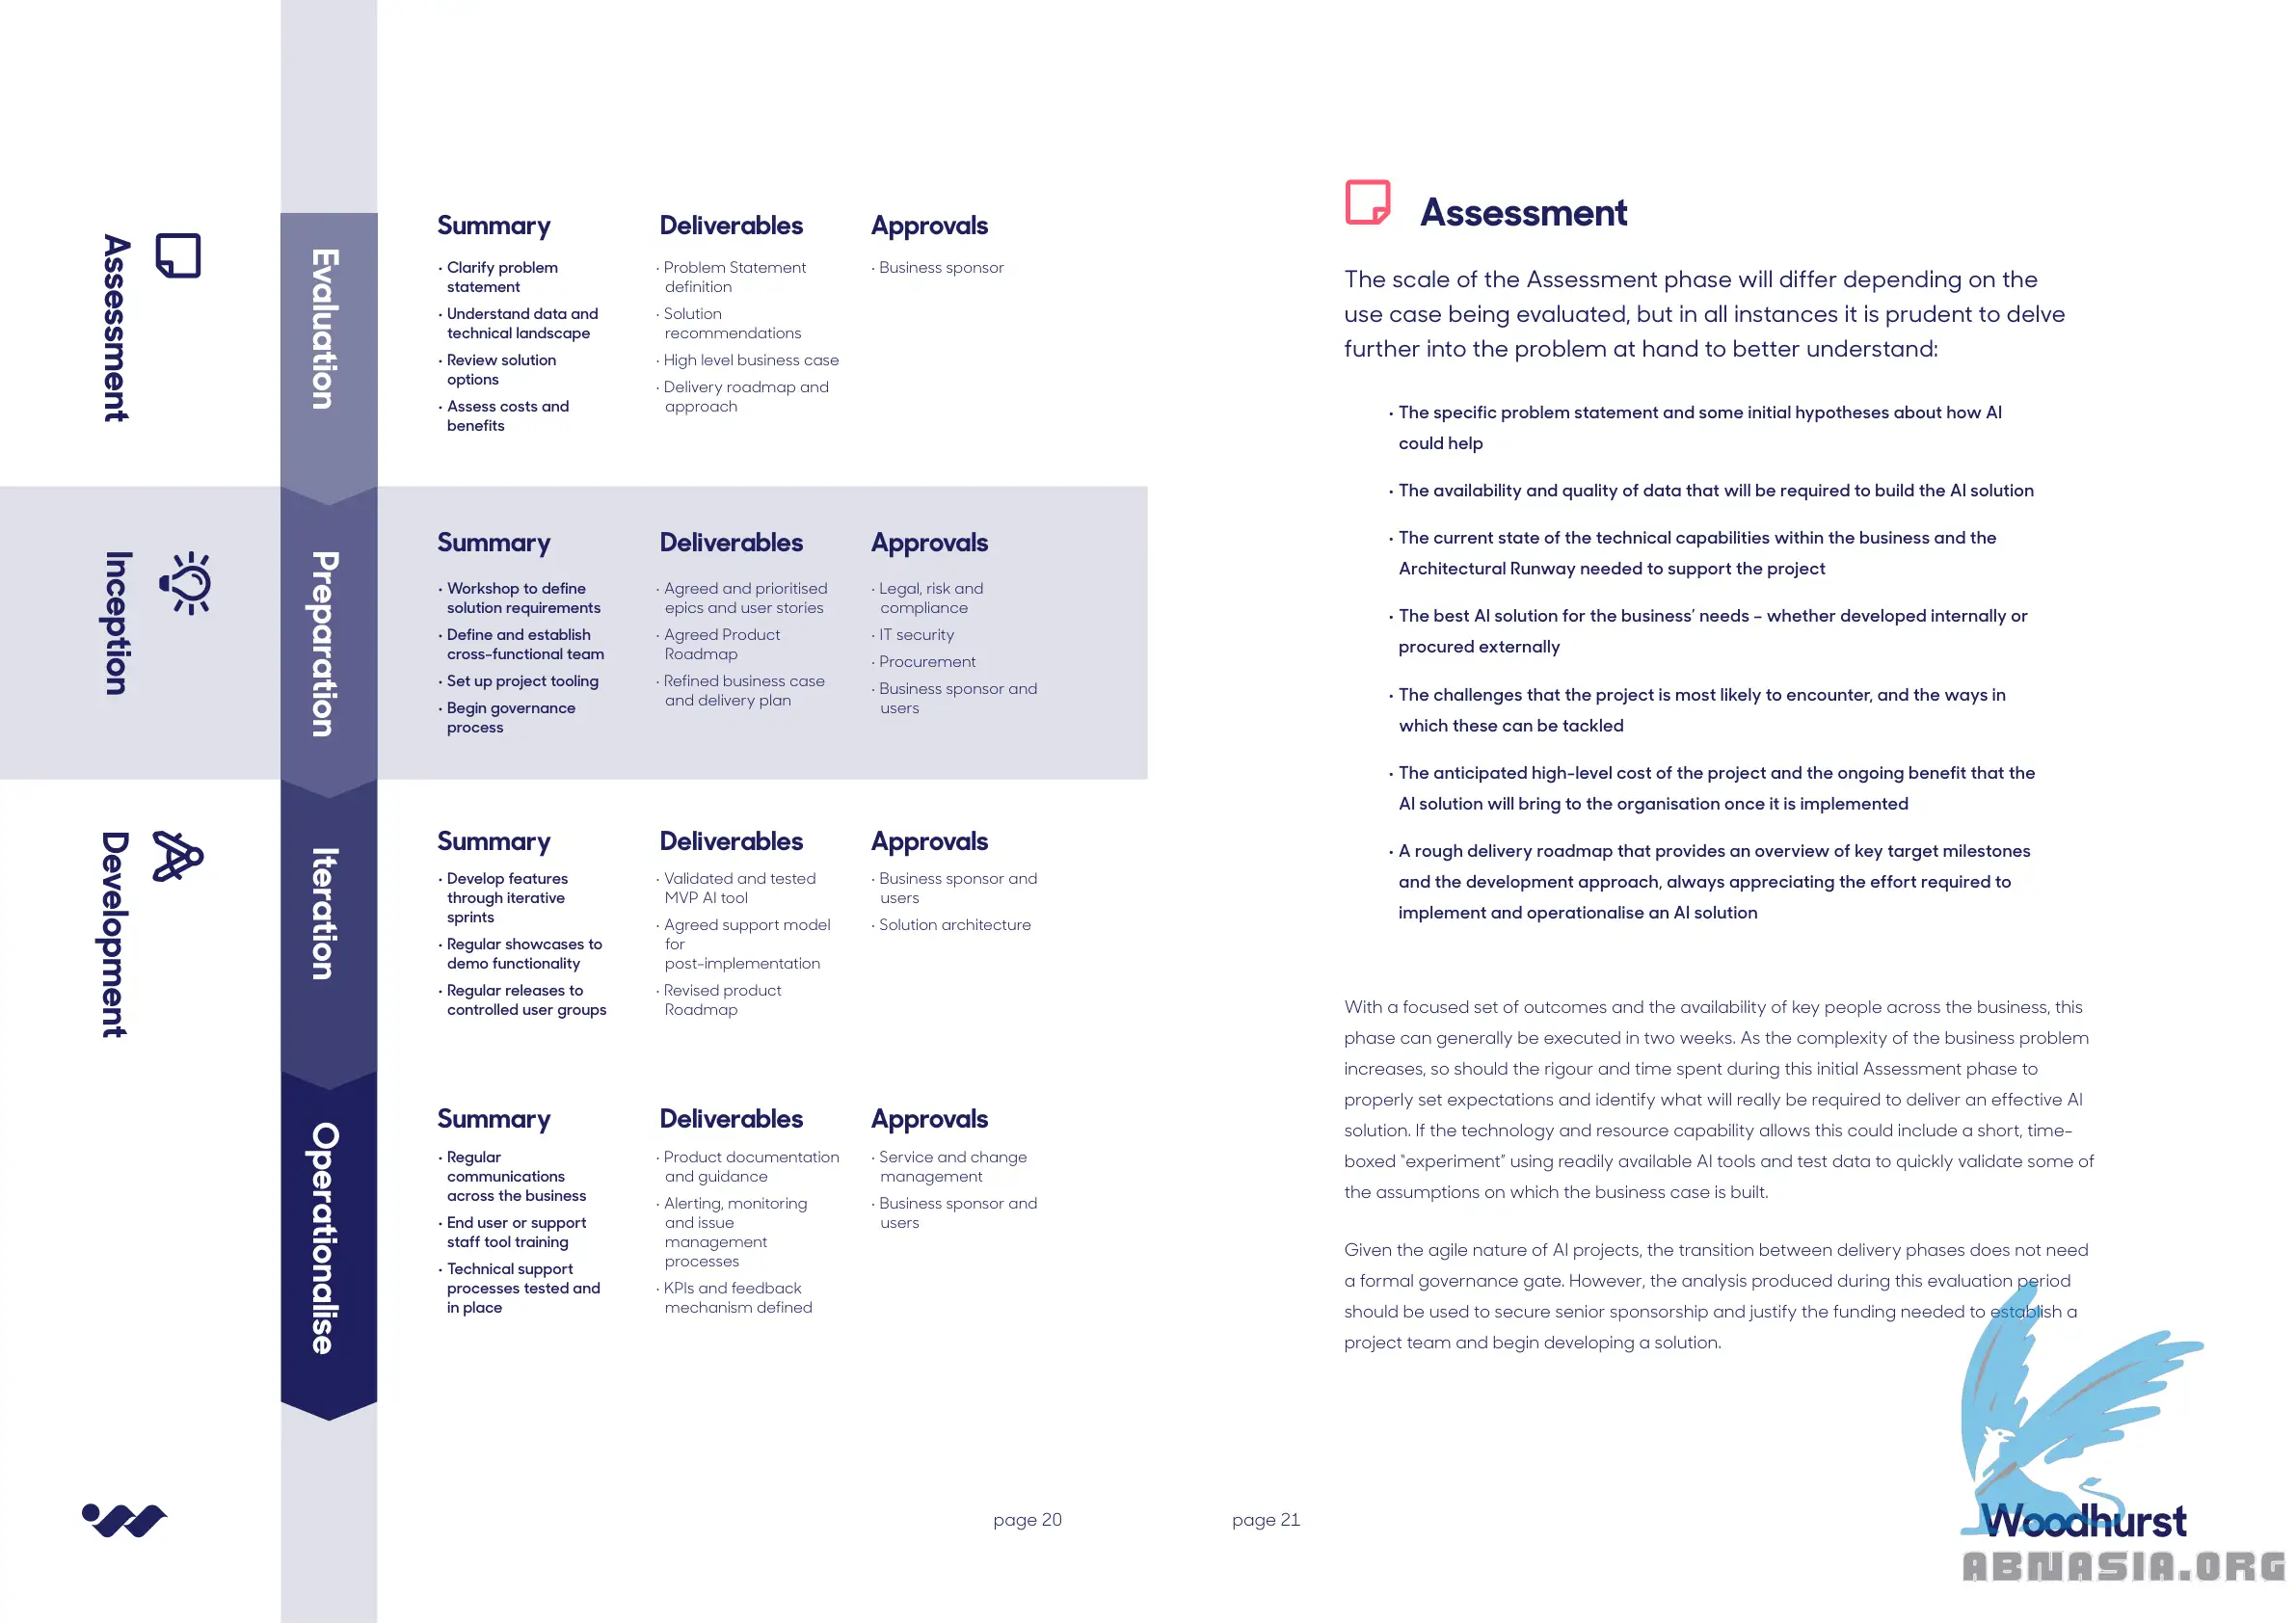 Assessment
Evaluation
Summary
· Clarify problem
statement
· Understand data and
technical landscape
· Review solution
options
· Assess costs and
benefits
Deliverables
· Problem Statement
definition
· Solution
recommendations
· High level business case
· Delivery roadmap and
approach
Approvals
· Business sponsor
Inception
Preparation
Summary
· Workshop to define
solution requirements
· Define and establish
cross-functional team
· Set up project tooling
· Begin governance
process
Deliverables
· Agreed and prioritised
epics and user stories
· Agreed Product
Roadmap
· Refined business case
and delivery plan
Approvals
· Legal, risk and
compliance
· IT security
· Procurement
· Business sponsor and
users
Development
Iteration
Summary
· Develop features
through iterative
sprints
· Regular showcases to
demo functionality
· Regular releases to
controlled user groups
Deliverables
· Validated and tested
MVP AI tool
· Agreed support model
for
post-implementation
· Revised product
Roadmap
Approvals
· Business sponsor and
users
· Solution architecture
Operationalise
Summary
· Regular
communications
across the business
· End user or support
staff tool training
· Technical support
processes tested and
in place
Deliverables
· Product documentation
and guidance
· Alerting, monitoring
and issue
management
processes
· KPIs and feedback
mechanism defined
Approvals
· Service and change
management
· Business sponsor and
users
page 20
Assessment
The scale of the Assessment phase will differ depending on the
use case being evaluated, but in all instances it is prudent to delve
further into the problem at hand to better understand:
· The specific problem statement and some initial hypotheses about how AI
could help
· The availability and quality of data that will be required to build the AI solution
· The current state of the technical capabilities within the business and the
Architectural Runway needed to support the project
· The best AI solution for the business’ needs – whether developed internally or
procured externally
· The challenges that the project is most likely to encounter, and the ways in
which these can be tackled
· The anticipated high-level cost of the project and the ongoing benefit that the
AI solution will bring to the organisation once it is implemented
· A rough delivery roadmap that provides an overview of key target milestones
and the development approach, always appreciating the effort required to
implement and operationalise an AI solution
With a focused set of outcomes and the availability of key people across the business, this
phase can generally be executed in two weeks. As the complexity of the business problem
increases, so should the rigour and time spent during this initial Assessment phase to
properly set expectations and identify what will really be required to deliver an effective AI
solution. If the technology and resource capability allows this could include a short, time-
boxed “experiment” using readily available AI tools and test data to quickly validate some of
the assumptions on which the business case is built.
Given the agile nature of AI projects, the transition between delivery phases does not need
a formal governance gate. However, the analysis produced during this evaluation period
should be used to secure senior sponsorship and justify the funding needed to establish a
project team and begin developing a solution.
page 21
Woodhurst
ABNASIA.ORG